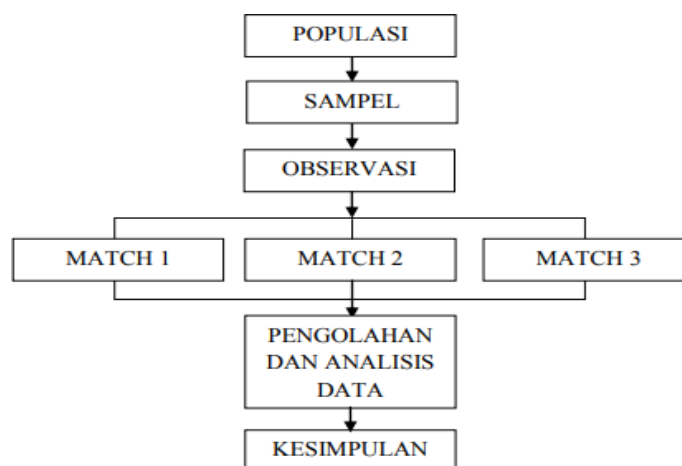 POPULASI
SAMPEL
OBSERVASI
MATCH 1
MATCH 2
MATCH 3
PENGOLAHAN
DAN ANALISIS
DATA
KESIMPULAN